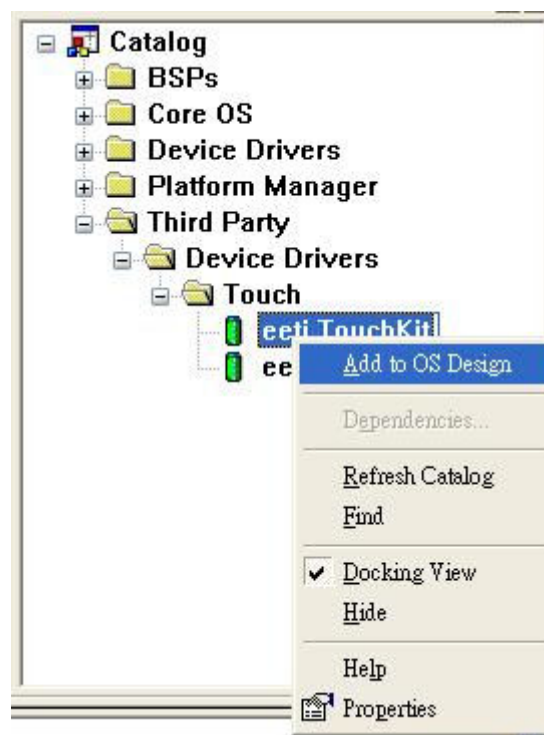 Catalog
BSPs
Core OS
Device Drivers
Platform Manager
Third Party
Device Drivers
Touch
eeti TouchKit
ee
Add to OS Design
Dependencies...
Refresh Catalog
Find
Docking View
Hide
Help
Properties